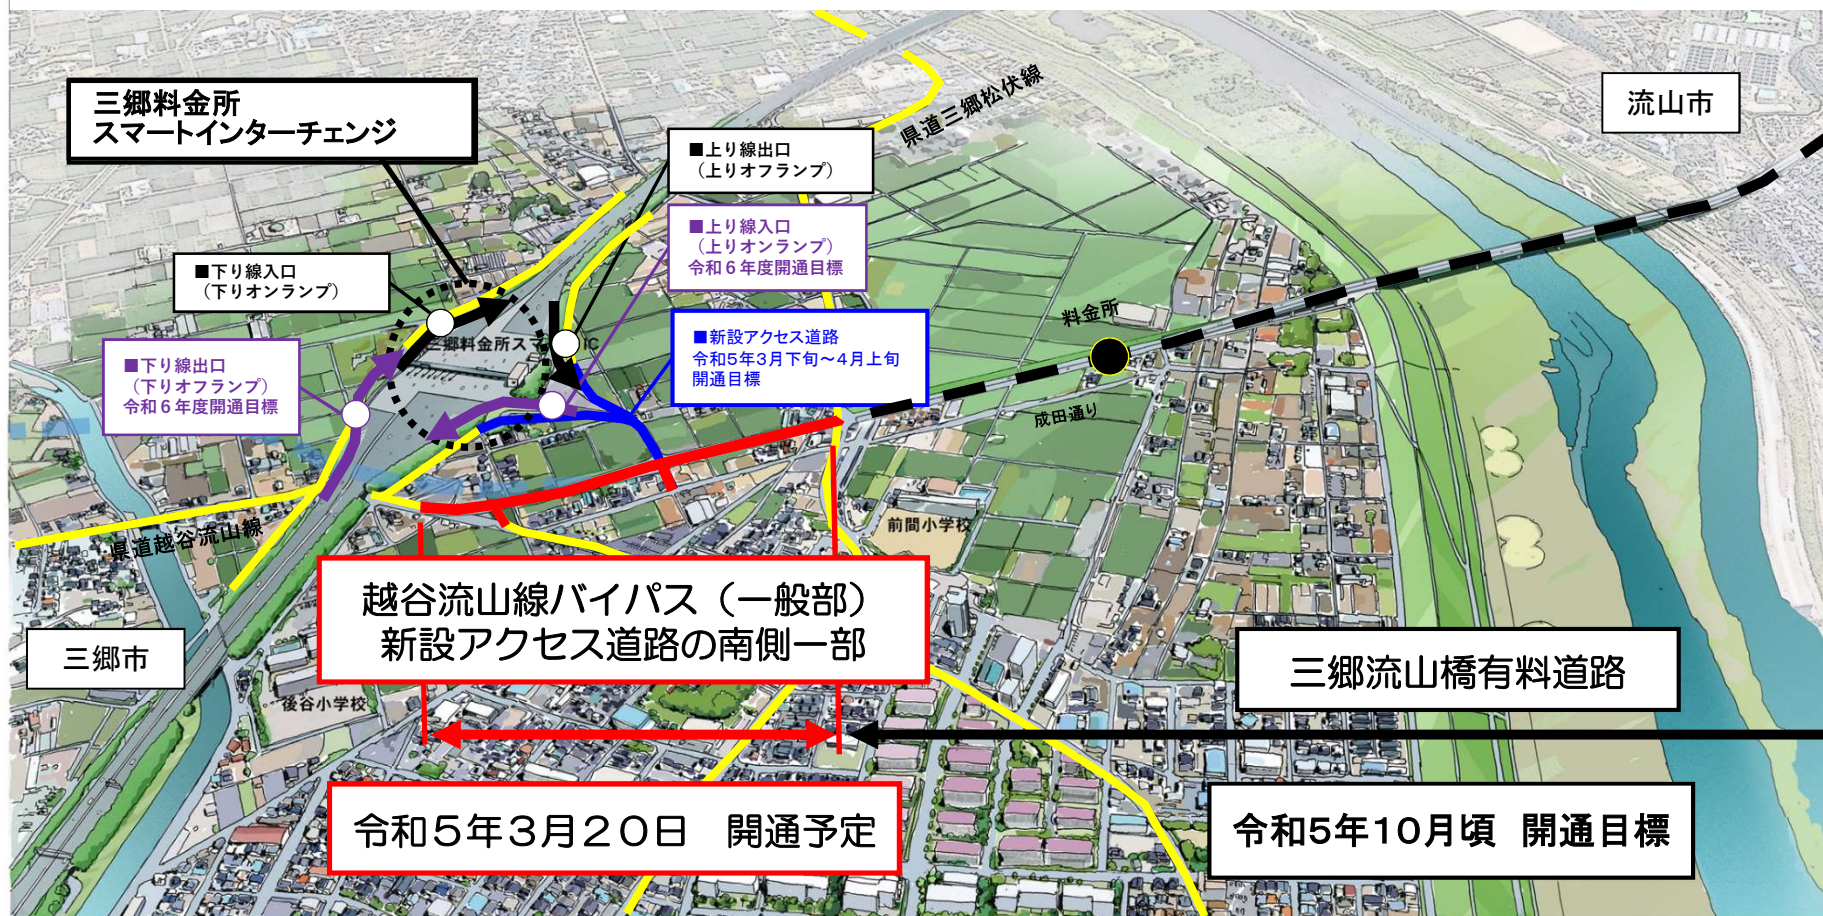 三郷料金所
スマートインターチェンジ
流山市
県道三郷松伏線
■上り線出口
（上りオフランプ）
■上り線入口
（上りオンランプ）
令和６年度開通目標
■下り線入口
（下りオンランプ）
三郷料金所スマ
IC
■新設アクセス道路
令和5年3月下旬～4月上旬
開通目標
■下り線出口
（下りオフランプ）
令和６年度開通目標
料金所
成田通り
前間小学校
県道越谷流山線
越谷流山線バイパス（一般部）
新設アクセス道路の南側一部
三郷市
後谷小学校
三郷流山橋有料道路
令和５年３月２０日　開通予定
令和5年10月頃 開通目標